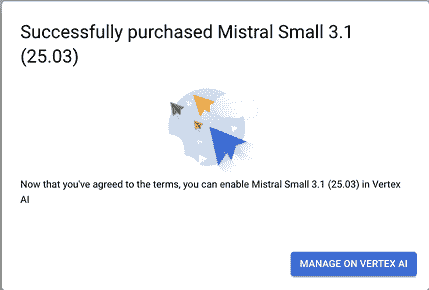 Successfully purchased Mistral Small 3.1
(25.03)
Now that you've agreed to the terms, you can enable Mistral Small 3.1 (25.03) in Vertex
AI
MANAGE ON VERTEX AI